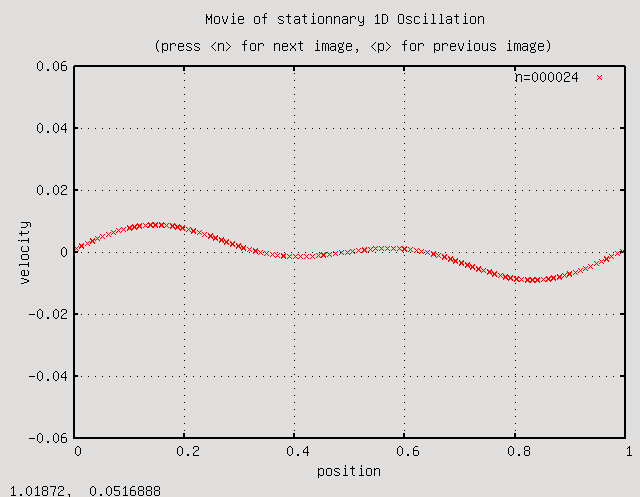 Movie of stationnary 1D Oscillation
(press <n> for next image, <p> for previous image)
n=000024
0.06
0.04
0.02
0
-0.02
-0.04
-0.06
velocity
0 0.2 0.4 0.6 0.8 1
position
1.01872, 0.0516888